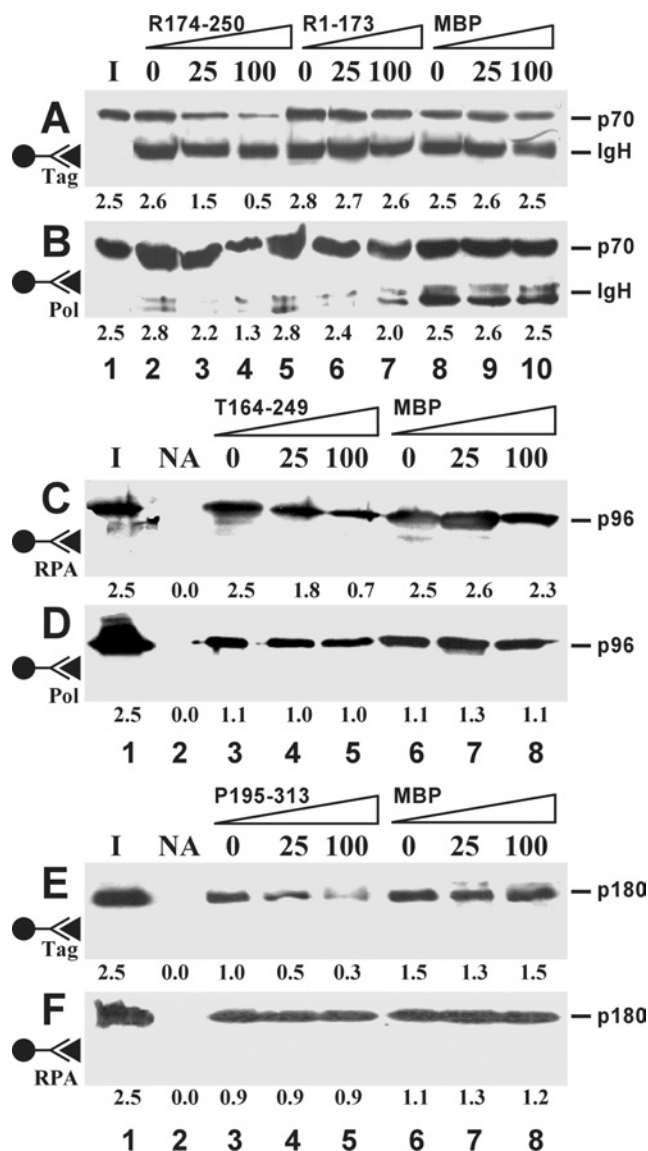 R174-250 R1-173 MBP
I 0 25 100 0 25 100 0 25 100
A p70
IgH
Tag
2.5 2.6 1.5 0.5 2.8 2.7 2.6 2.5 2.6 2.5
B p70
IgH
Pol
2.5 2.8 2.2 1.3 2.8 2.4 2.0 2.5 2.6 2.5
1 2 3 4 5 6 7 8 9 10
T164-249 MBP
I NA 0 25 100 0 25 100
C p96
RPA
2.5 0.0 2.5 1.8 0.7 2.5 2.6 2.3
D p96
Pol
2.5 0.0 1.1 1.0 1.0 1.1 1.3 1.1
1 2 3 4 5 6 7 8
P195-313 MBP
I NA 0 25 100 0 25 100
E p180
Tag
2.5 0.0 1.0 0.5 0.3 1.5 1.3 1.5
F p180
RPA
2.5 0.0 0.9 0.9 0.9 1.1 1.3 1.2
1 2 3 4 5 6 7 8